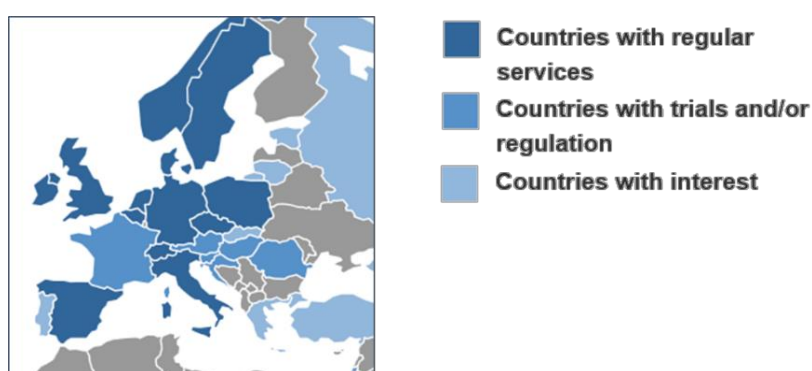 Countries with regular
services
Countries with trials and/or
regulation
Countries with interest